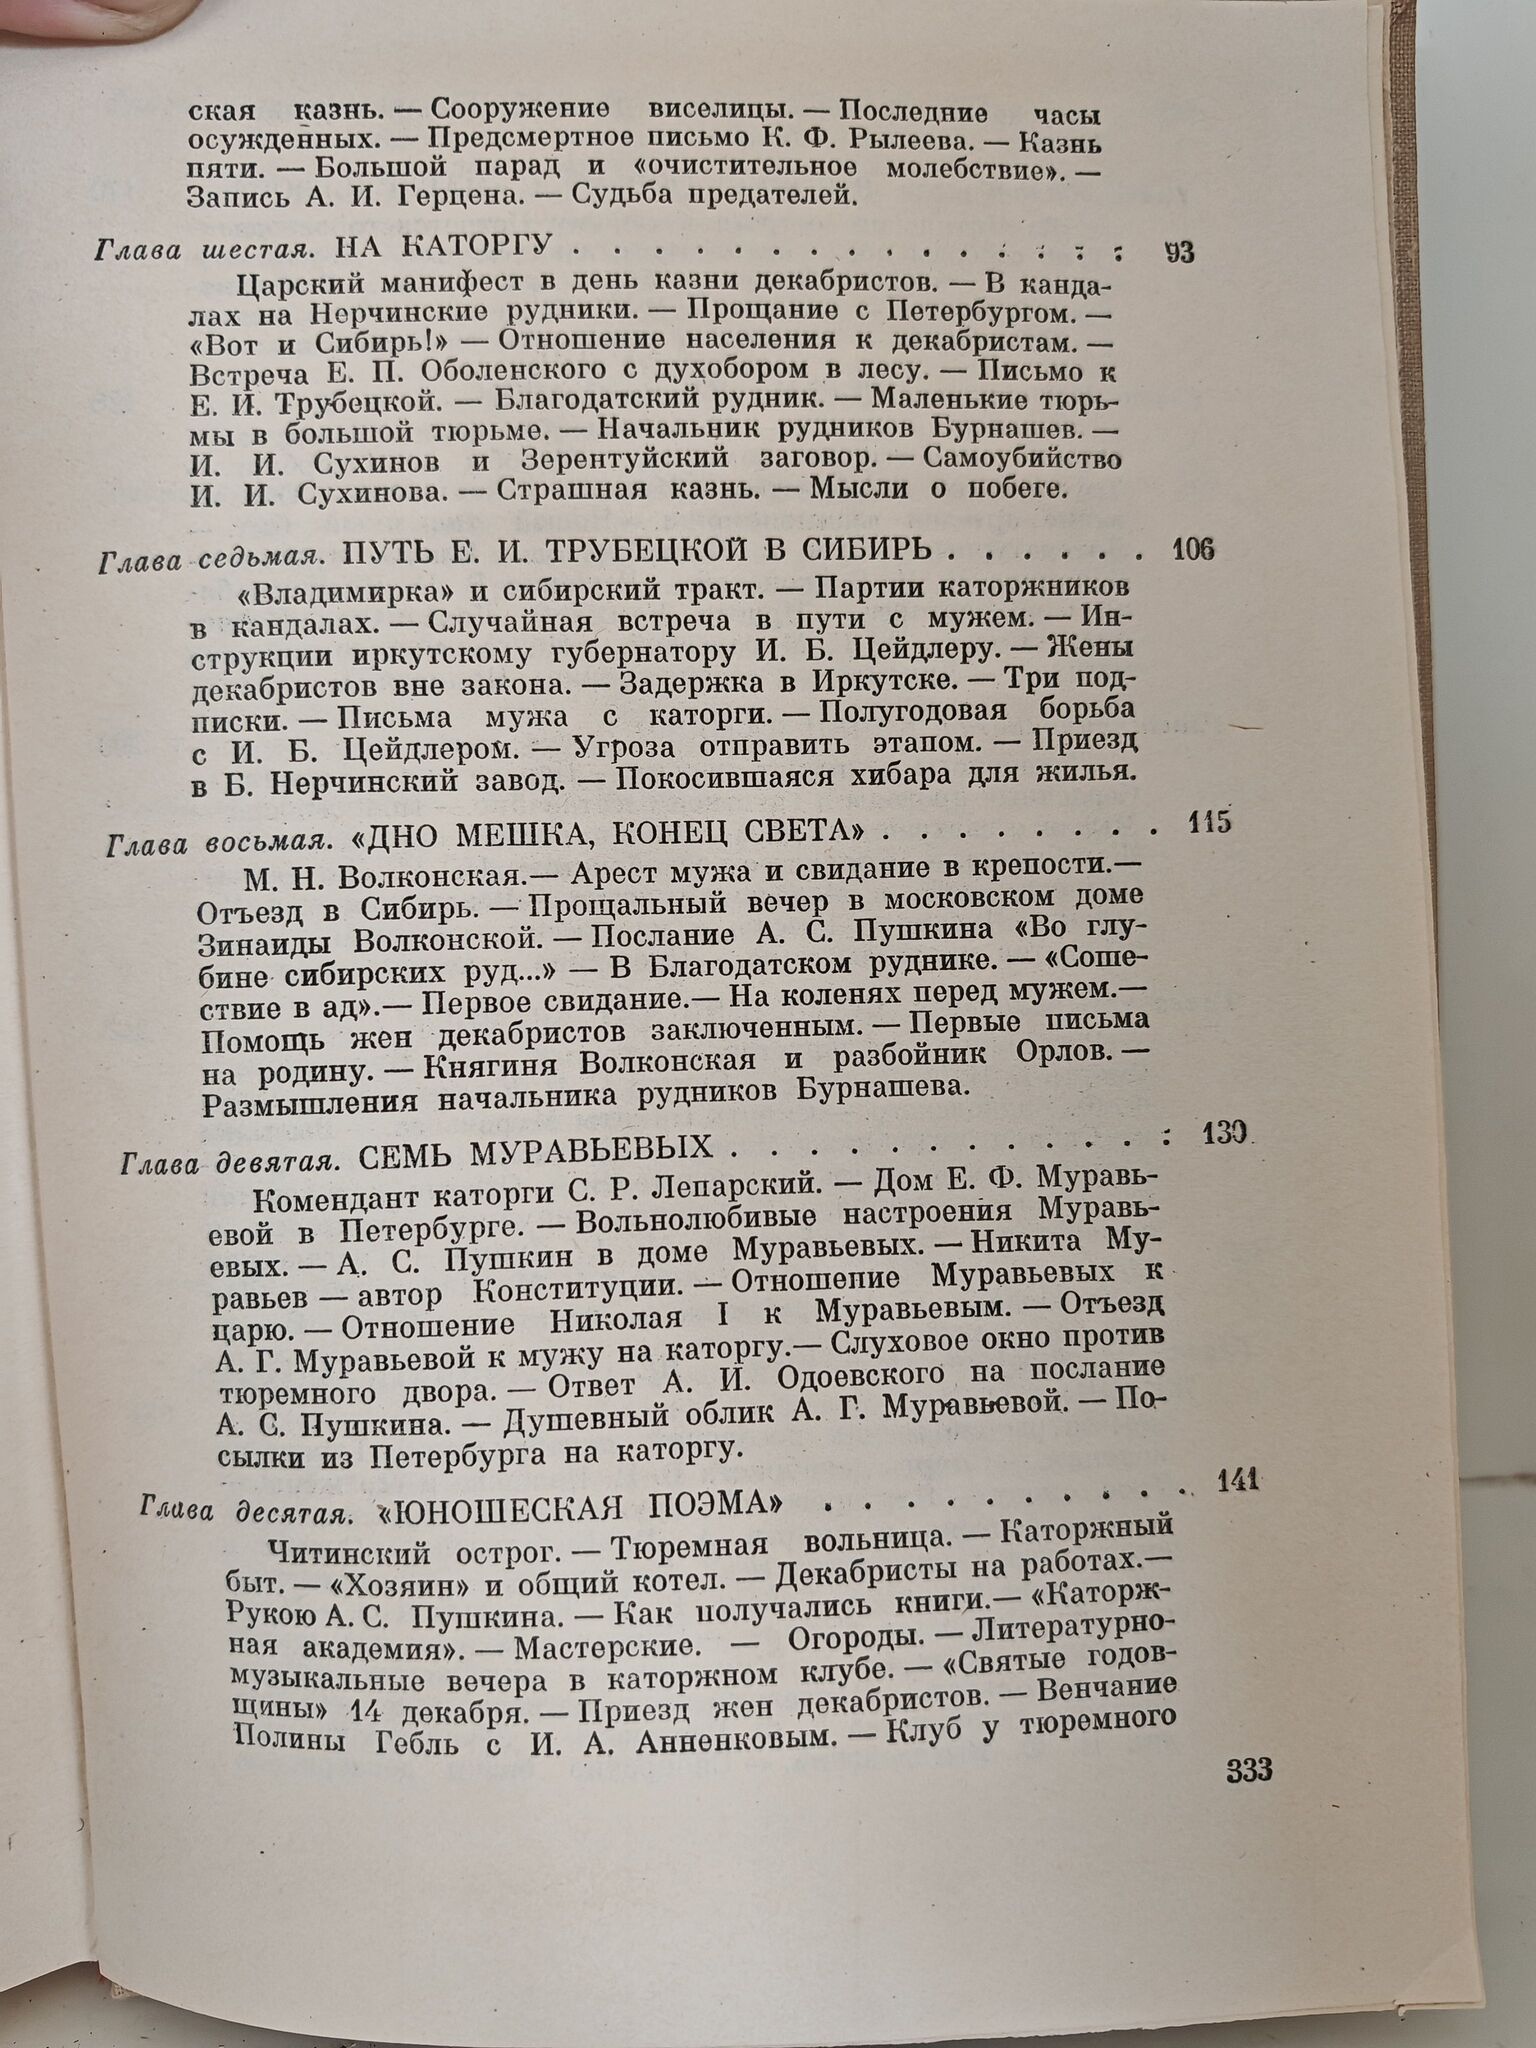 ская казнь. — Сооружение виселицы. — Последние часы
осужденных. — Предсмертное письмо К. Ф. Рылеева. — Казнь
пяти. — Большой парад и «очистительное молебствие». —
Запись А. И. Герцена. — Судьба предателей.
Глава шестая. НА КАТОРГУ . . . . . . . . . . . . . . . 93
Царский манифест в день казни декабристов. — В канда-
лах на Нерчинские рудники. — Прощание с Петербургом. —
«Вот и Сибирь!» — Отношение населения к декабристам. —
Встреча Е. П. Оболенского с духобором в лесу. — Письмо к
Е. И. Трубецкой. — Благодатский рудник. — Маленькие тюрь-
мы в большой тюрьме. — Начальник рудников Бурнашев. —
И. И. Сухинов и Зерентуйский заговор. — Самоубийство
И. И. Сухинова. — Страшная казнь. — Мысли о побеге.
Глава седьмая. ПУТЬ Е. И. ТРУБЕЦКОЙ В СИБИРЬ . . . . . . 106
«Владимирка» и сибирский тракт. — Партии каторжников
в кандалах. — Случайная встреча в пути с мужем. — Ин-
струкции иркутскому губернатору И. Б. Цейдлеру. — Жены
декабристов вне закона. — Задержка в Иркутске. — Три под-
писки. — Письма мужа с каторги. — Полугодовая борьба
с И. Б. Цейдлером. — Угроза отправить этапом. — Приезд
в Б. Нерчинский завод. — Покосившаяся хибара для жилья.
Глава восьмая. «ДНО МЕШКА, КОНЕЦ СВЕТА» . . . . . . . . 115
М. Н. Волконская.— Арест мужа и свидание в крепости.—
Отъезд в Сибирь. — Прощальный вечер в московском доме
Зинаиды Волконской. — Послание А. С. Пушкина «Во глу-
бине сибирских руд...» — В Благодатском руднике. — «Соше-
ствие в ад».— Первое свидание.— На коленях перед мужем.—
Помощь жен декабристов заключенным. — Первые письма
на родину. — Княгиня Волконская и разбойник Орлов. —
Размышления начальника рудников Бурнашева.
Глава девятая. СЕМЬ МУРАВЬЕВЫХ . . . . . . . . . . . . 130
Комендант каторги С. Р. Лепарский. — Дом Е. Ф. Муравь-
евой в Петербурге. — Вольнолюбивые настроения Муравь-
евых. — А. С. Пушкин в доме Муравьевых. — Никита Му-
равьев — автор Конституции. — Отношение Муравьевых к
царю. — Отношение Николая I к Муравьевым. — Отъезд
А. Г. Муравьевой к мужу на каторгу.— Слуховое окно против
тюремного двора. — Ответ А. И. Одоевского на послание
А. С. Пушкина. — Душевный облик А. Г. Муравьевой. — По-
сылки из Петербурга на каторгу.
Глава десятая. «ЮНОШЕСКАЯ ПОЭМА» . . . . . . . . . . . 141
Читинский острог. — Тюремная вольница. — Каторжный
быт. — «Хозяин» и общий котел. — Декабристы на работах.—
Рукою А. С. Пушкина. — Как получались книги.— «Каторж-
ная академия». — Мастерские. — Огороды. — Литературно-
музыкальные вечера в каторжном клубе. — «Святые годов-
щины» 14 декабря. — Приезд жен декабристов. — Венчание
Полины Гебль с И. А. Анненковым. — Клуб у тюремного
333